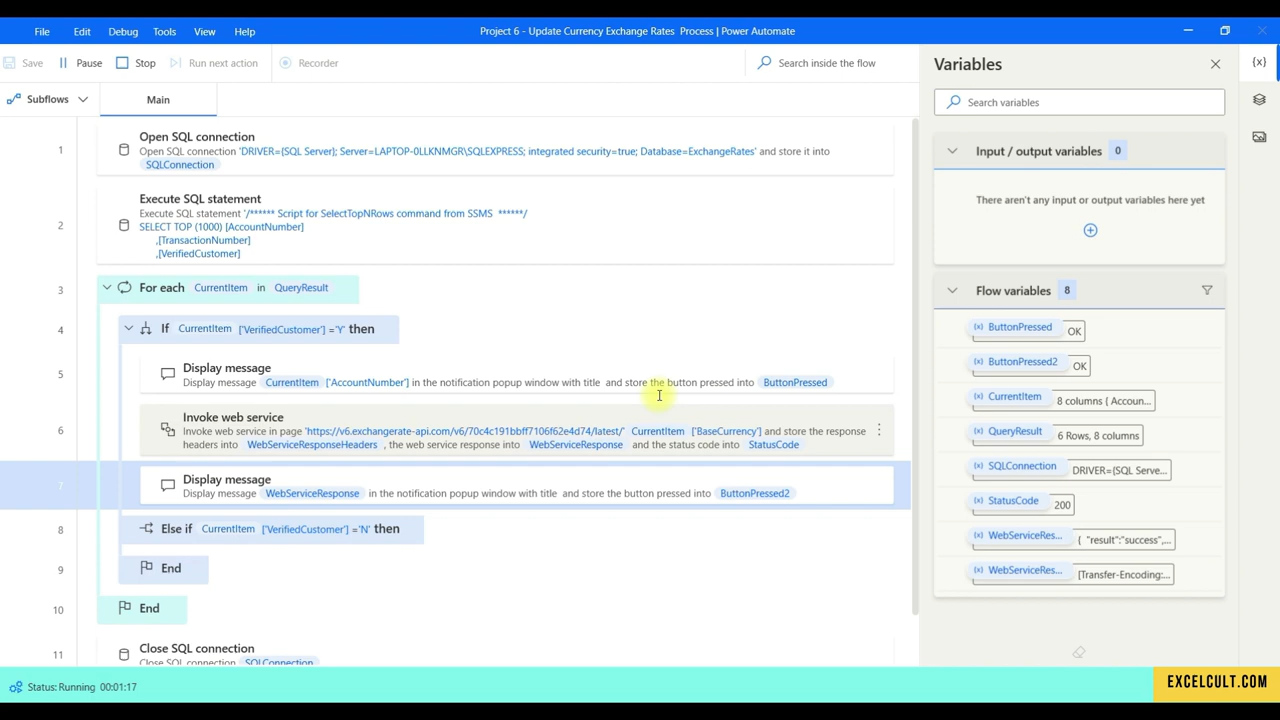 File Edit Debug Tools View Help
Project 6 - Update Currency Exchange Rates Process | Power Automate
Save Pause Stop Run next action Recorder
Search inside the flow
Subflows Main
1 Open SQL connection
Open SQL connection 'DRIVER={SQL Server}; Server=LAPTOP-0LLKNMGR\SQLEXPRESS; integrated security=true; Database=ExchangeRates' and store it into
SQLConnection
2 Execute SQL statement
Execute SQL statement '/****** Script for SelectTopNRows command from SSMS ******/
SELECT TOP (1000) [AccountNumber]
,[TransactionNumber]
,[VerifiedCustomer]
3 For each CurrentItem in QueryResult
4 If CurrentItem ['VerifiedCustomer'] ='Y' then
5 Display message
Display message CurrentItem ['AccountNumber'] in the notification popup window with title and store the button pressed into ButtonPressed
6 Invoke web service
Invoke web service in page 'https://v6.exchangerate-api.com/v6/70c4c191bbff7106f62e4d74/latest/' CurrentItem ['BaseCurrency'] and store the response
headers into WebServiceResponseHeaders , the web service response into WebServiceResponse and the status code into StatusCode
7 Display message
Display message WebServiceResponse in the notification popup window with title and store the button pressed into ButtonPressed2
8 Else if CurrentItem ['VerifiedCustomer'] ='N' then
9 End
10 End
11 Close SQL connection
Close SQL connection SQLConnection
Variables
{x}
Search variables
Input / output variables 0
There aren't any input or output variables here yet
Flow variables 8
(x) ButtonPressed OK
(x) ButtonPressed2 OK
(x) CurrentItem 8 columns { Accoun...
(x) QueryResult 6 Rows, 8 columns
(x) SQLConnection DRIVER={SQL Serve...
(x) StatusCode 200
(x) WebServiceRes... { "result":"success",...
(x) WebServiceRes... [Transfer-Encoding:...
Status: Running 00:01:17
EXCELCULT.COM